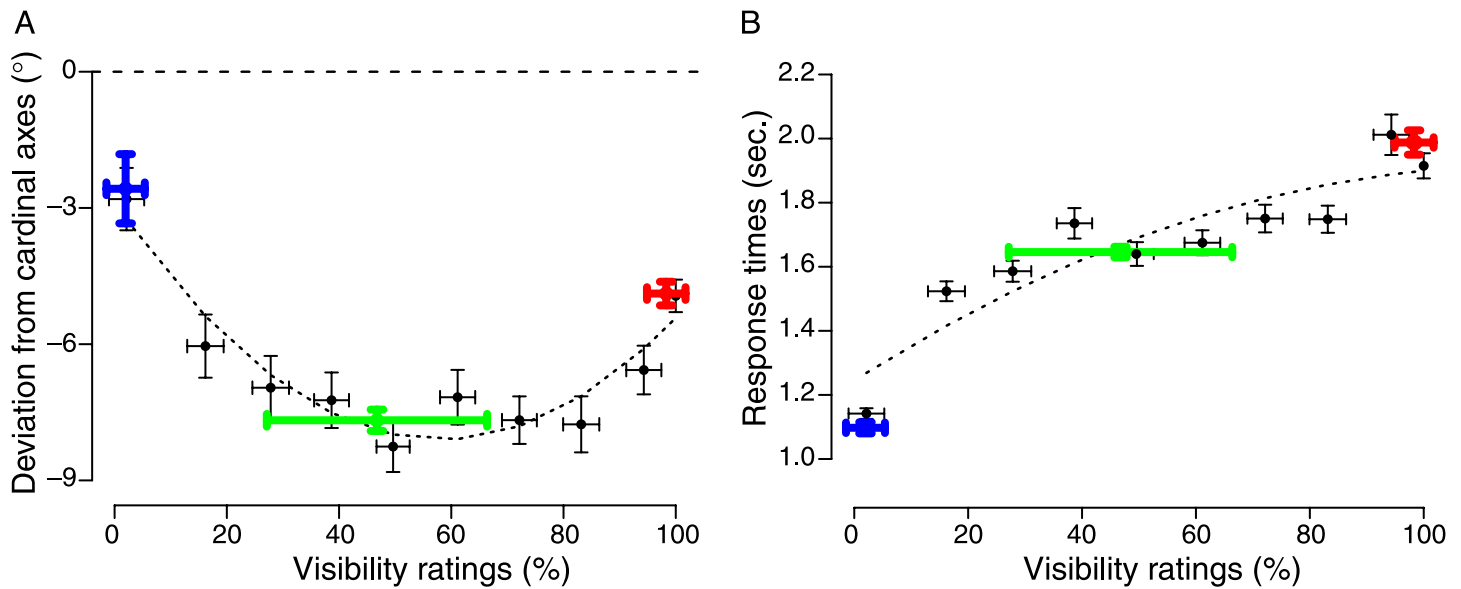 A
Deviation from cardinal axes (°)
0
−3
−6
−9
0 20 40 60 80 100
Visibility ratings (%)
B
Response times (sec.)
2.2
2.0
1.8
1.6
1.4
1.2
1.0
0 20 40 60 80 100
Visibility ratings (%)